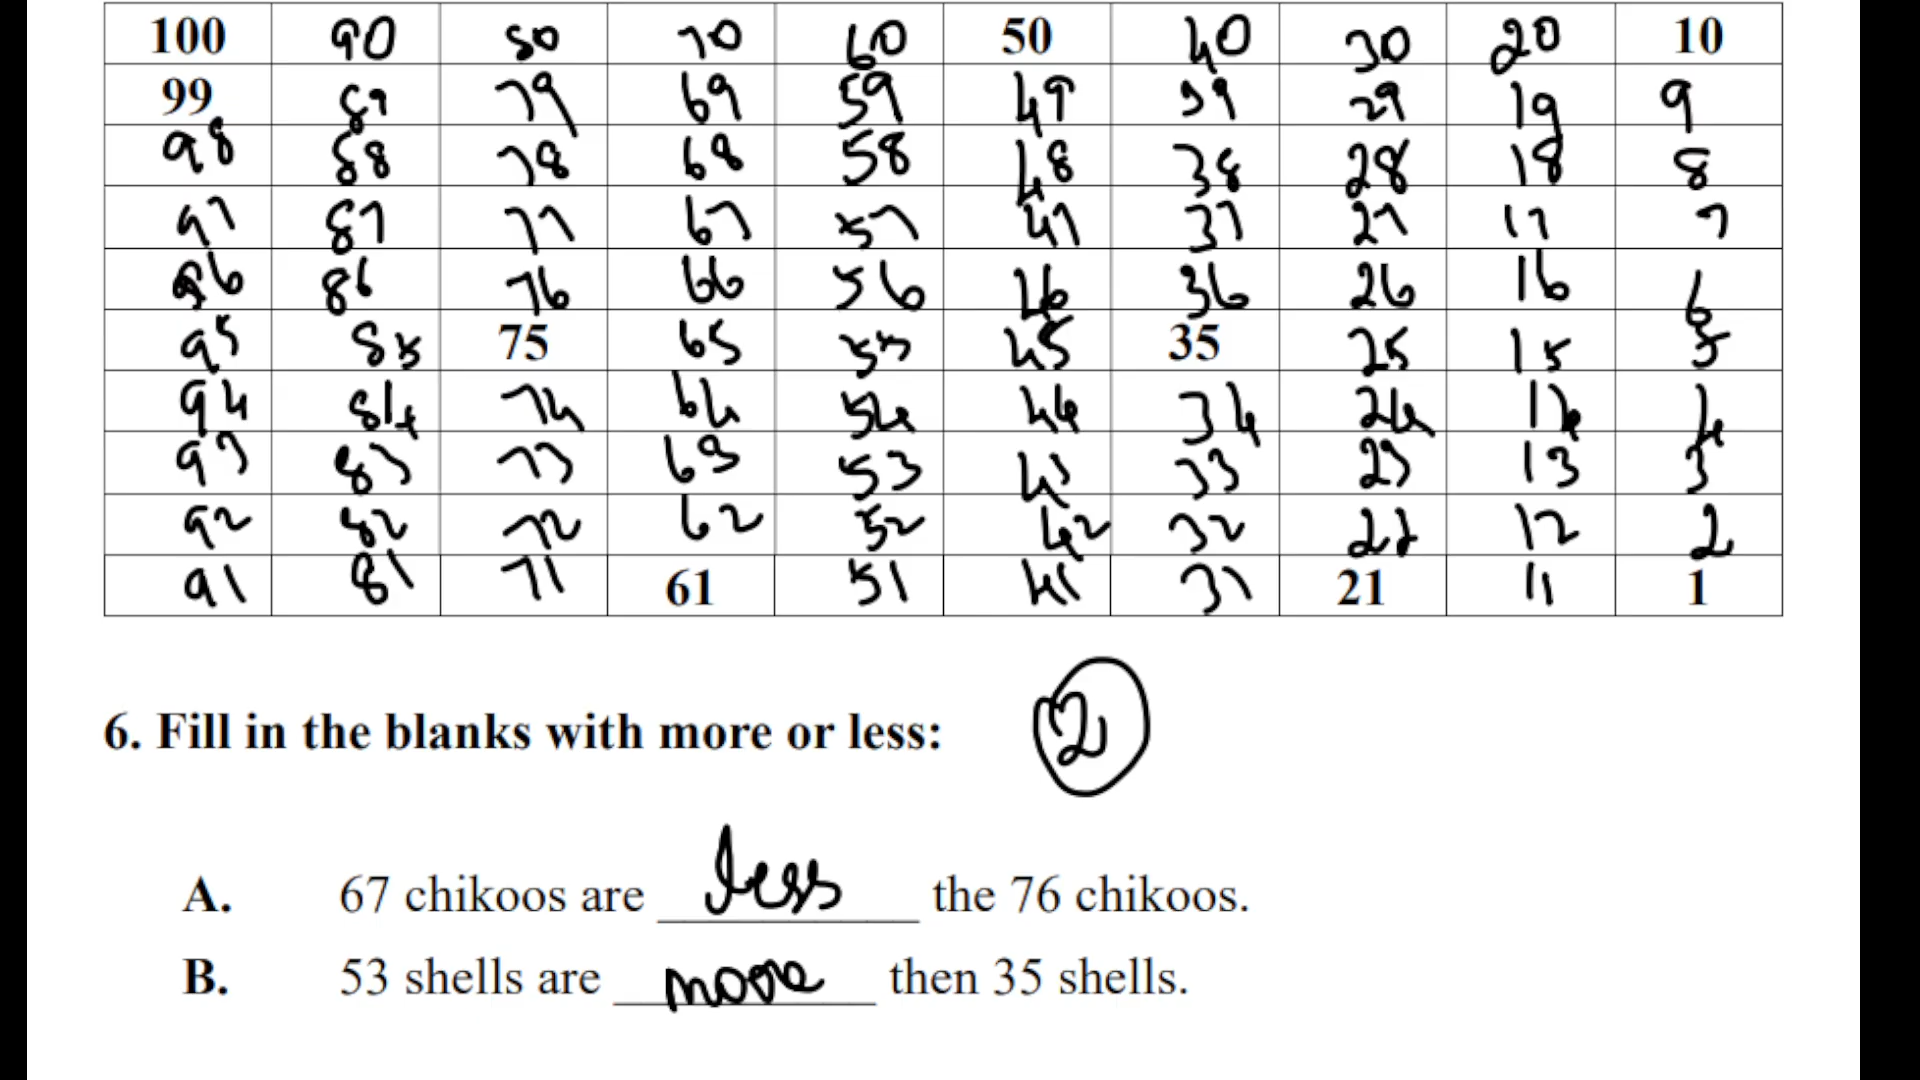 100 90 80 70 60 50 40 30 20 10
99 89 79 69 59 49 39 29 19 9
98 88 78 68 58 48 38 28 18 8
97 87 77 67 57 47 37 27 17 7
96 86 76 66 56 46 36 26 16 6
95 85 75 65 55 45 35 25 15 5
94 84 74 64 54 44 34 24 14 4
93 83 73 63 53 43 33 23 13 3
92 82 72 62 52 42 32 22 12 2
91 81 71 61 51 41 31 21 11 1
6. Fill in the blanks with more or less: 2
A. 67 chikoos are less the 76 chikoos.
B. 53 shells are more then 35 shells.